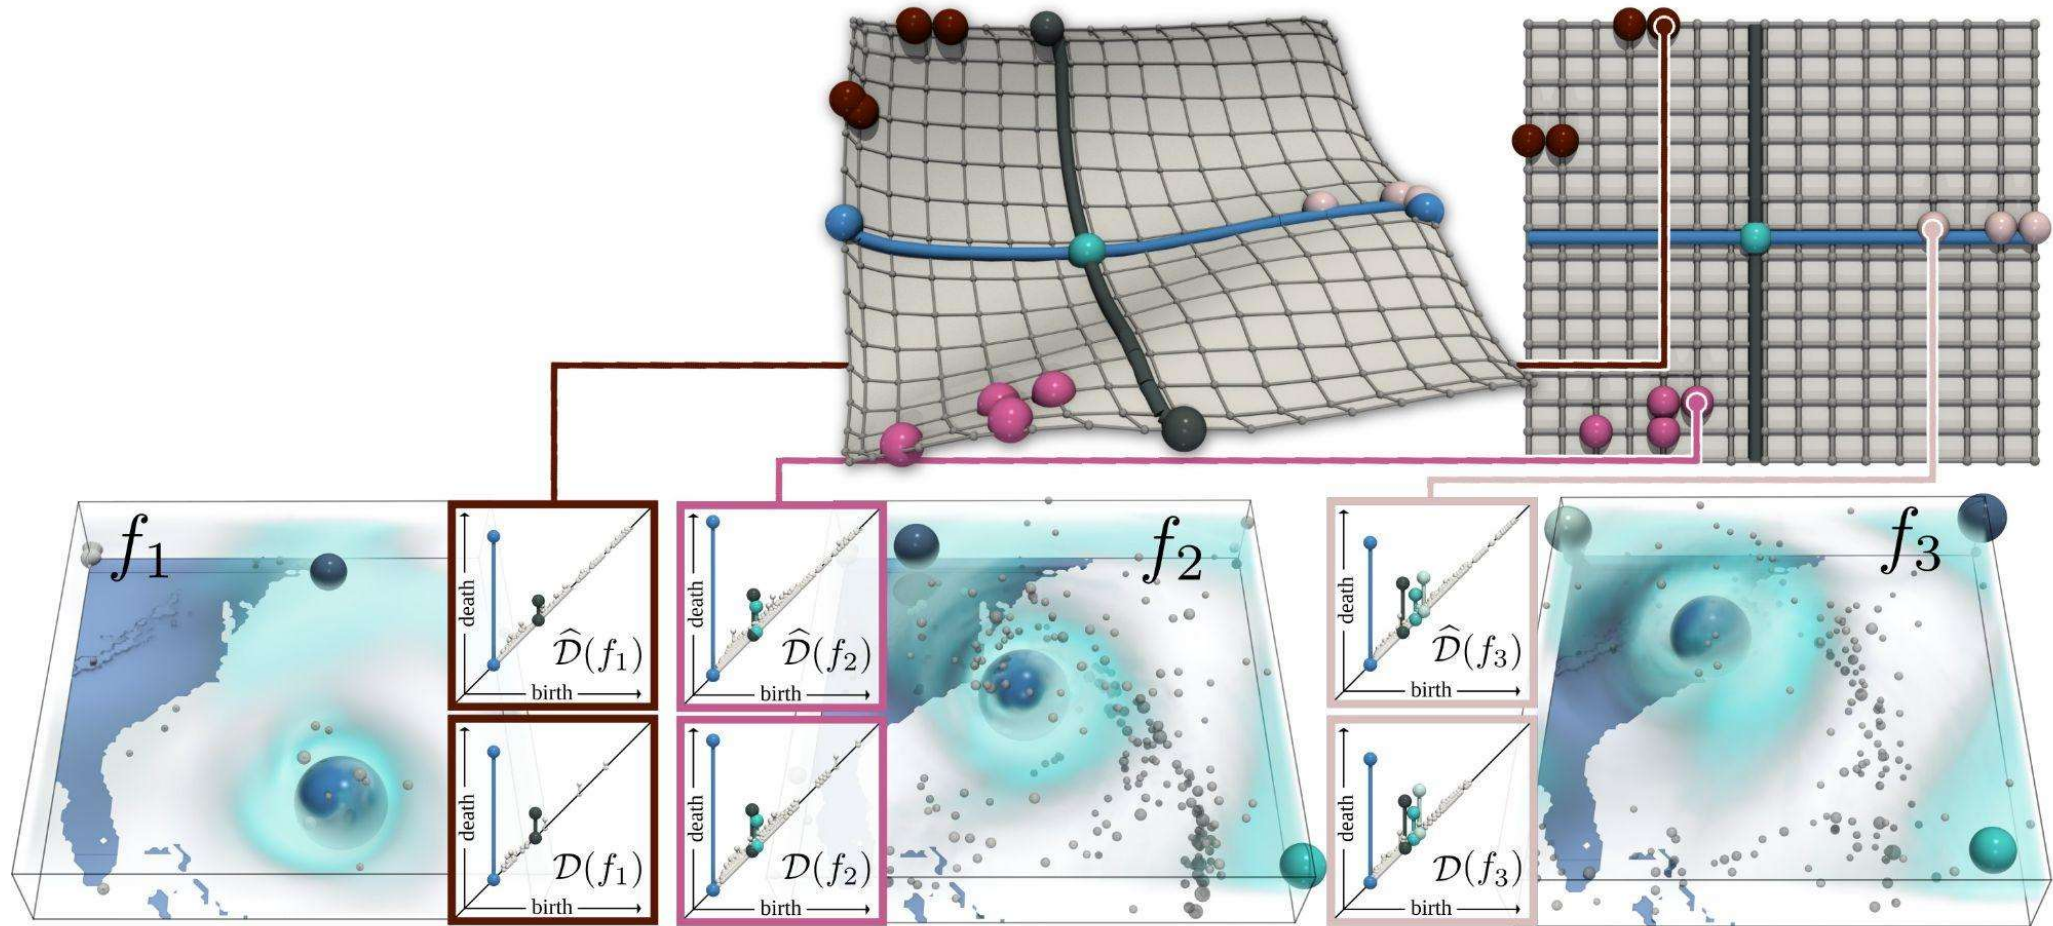 f₁
f₂
f₃
death
D̂(f₁)
birth
death
D̂(f₂)
birth
death
D̂(f₃)
birth
death
D(f₁)
birth
death
D(f₂)
birth
death
D(f₃)
birth